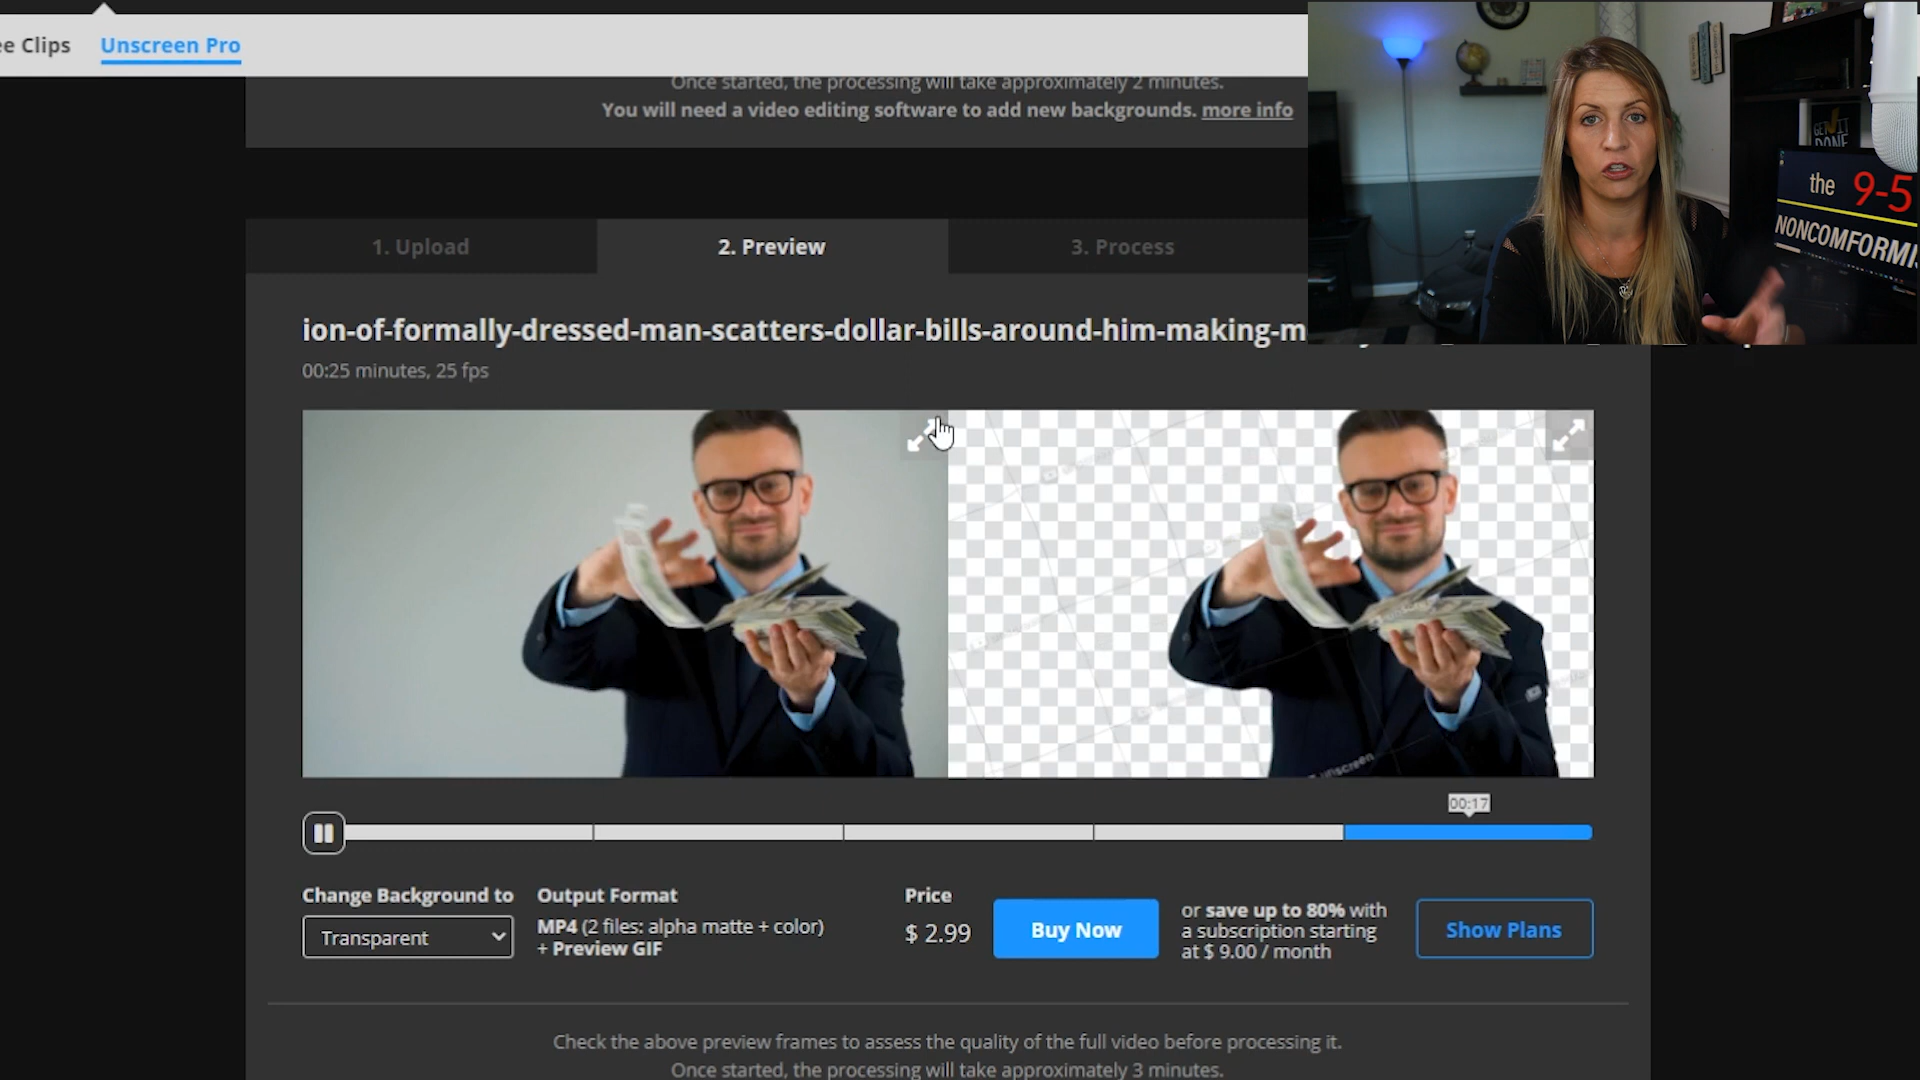 ee Clips
Unscreen Pro
Once started, the processing will take approximately 2 minutes.
You will need a video editing software to add new backgrounds. more info
1. Upload
2. Preview
3. Process
ion-of-formally-dressed-man-scatters-dollar-bills-around-him-making-m
00:25 minutes, 25 fps
GET IT
DONE
the 9-5
NONCOMFORMI
unscreen
00:17
Change Background to
Transparent
Output Format
MP4 (2 files: alpha matte + color)
+ Preview GIF
Price
$ 2.99
Buy Now
or save up to 80% with
a subscription starting
at $ 9.00 / month
Show Plans
Check the above preview frames to assess the quality of the full video before processing it.
Once started, the processing will take approximately 3 minutes.